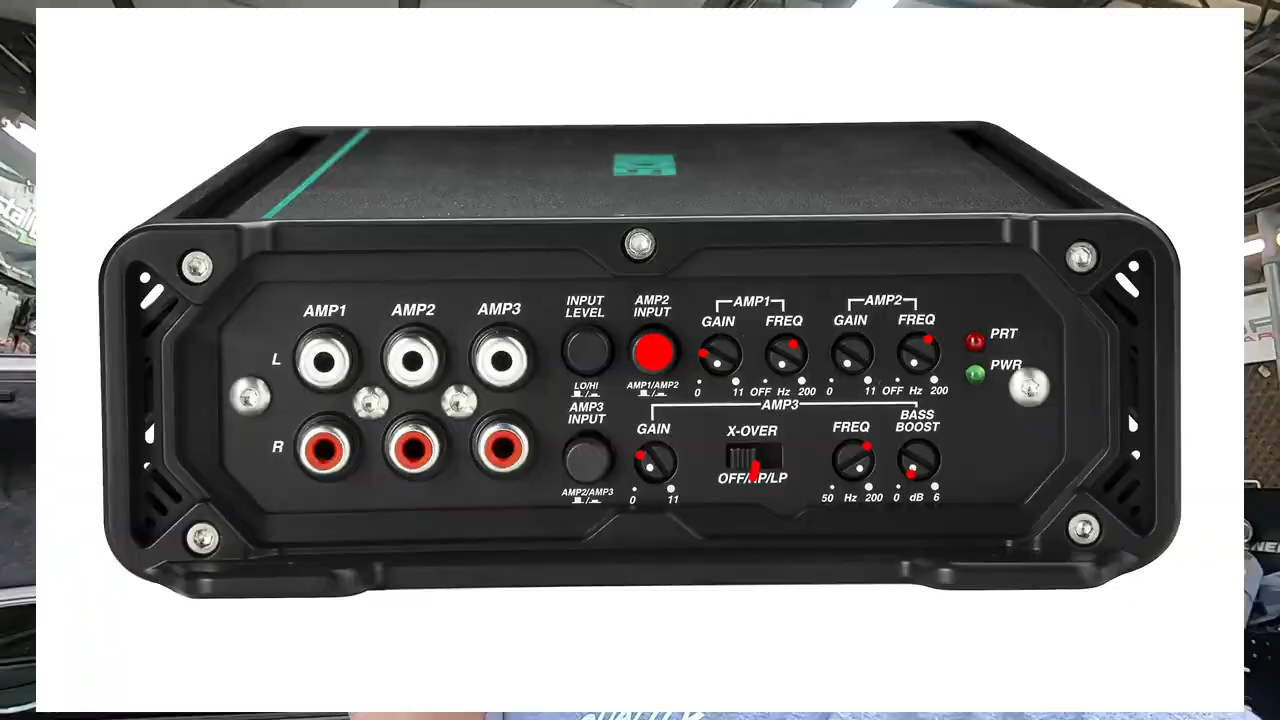 AMP1 AMP2 AMP3
INPUT
LEVEL
AMP2
INPUT
AMP1
GAIN FREQ
AMP2
GAIN FREQ
L
PRT
PWR
LO/HI
AMP1/AMP2
0 11 OFF Hz 200 0 11 OFF Hz 200
AMP3
AMP3
INPUT
R
GAIN
X-OVER
FREQ
BASS
BOOST
OFF/ /LP
AMP2/AMP3
0 11
50 Hz 200
0 dB 6